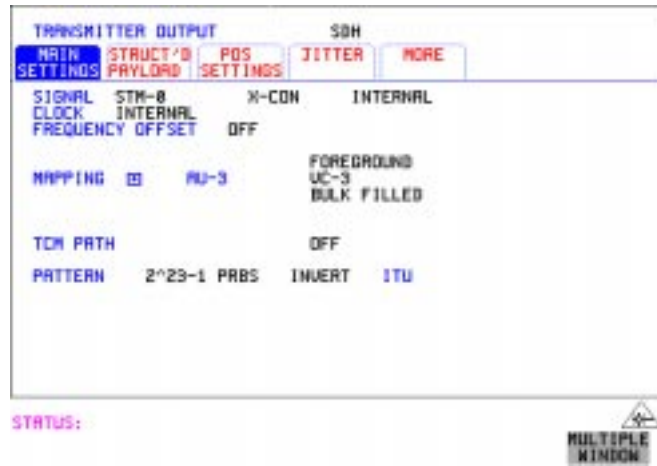 TRANSMITTER OUTPUT SDH
MAIN SETTINGS STRUCT'D PAYLOAD POS SETTINGS JITTER MORE
SIGNAL STM-0 X-CON INTERNAL
CLOCK INTERNAL
FREQUENCY OFFSET OFF
FOREGROUND
MAPPING AU-3 VC-3
BULK FILLED
TCM PATH OFF
PATTERN 2^23-1 PRBS INVERT ITU
STATUS:
MULTIPLE
WINDOW